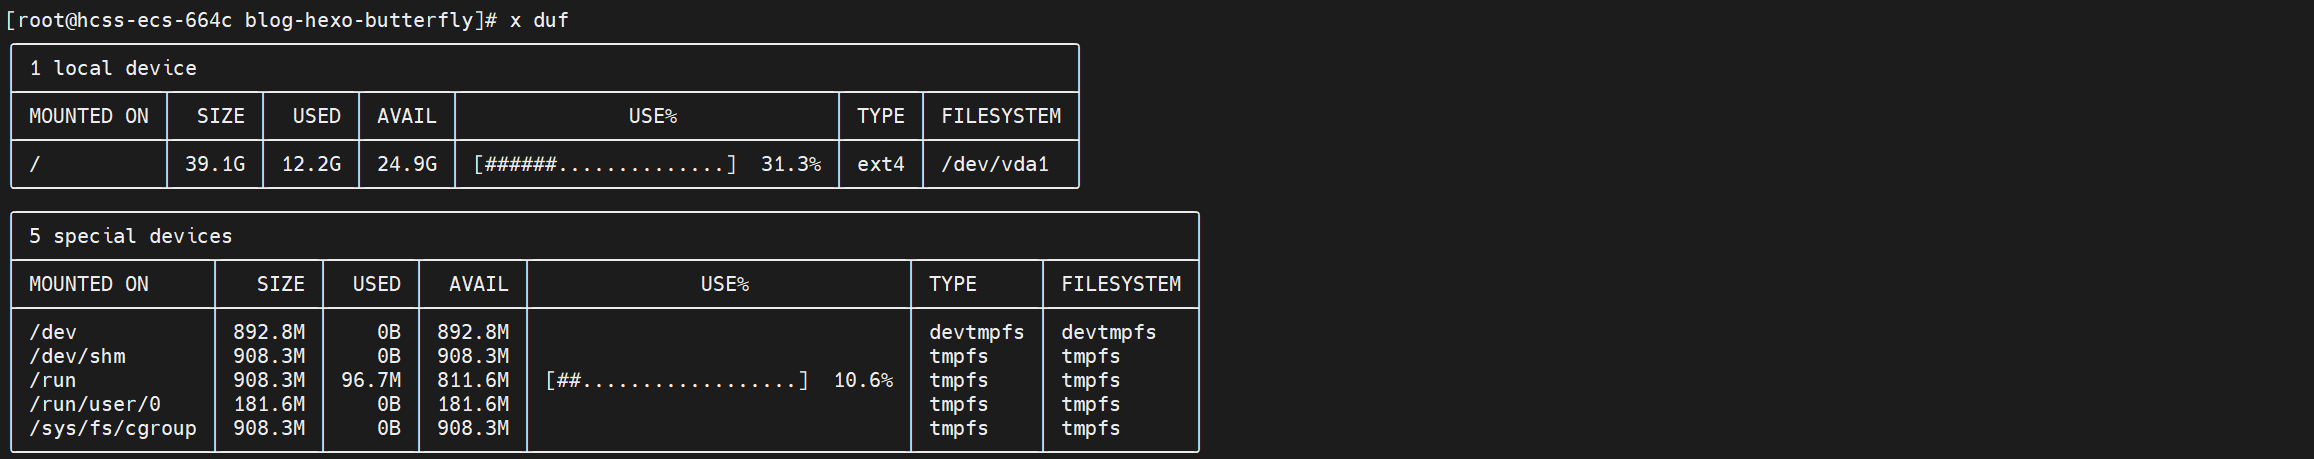 [root@hcss-ecs-664c blog-hexo-butterfly]# x duf
1 local device
MOUNTED ON SIZE USED AVAIL USE% TYPE FILESYSTEM
/ 39.1G 12.2G 24.9G [######..............] 31.3% ext4 /dev/vda1
5 special devices
MOUNTED ON SIZE USED AVAIL USE% TYPE FILESYSTEM
/dev 892.8M 0B 892.8M devtmpfs devtmpfs
/dev/shm 908.3M 0B 908.3M tmpfs tmpfs
/run 908.3M 96.7M 811.6M [##..................] 10.6% tmpfs tmpfs
/run/user/0 181.6M 0B 181.6M tmpfs tmpfs
/sys/fs/cgroup 908.3M 0B 908.3M tmpfs tmpfs